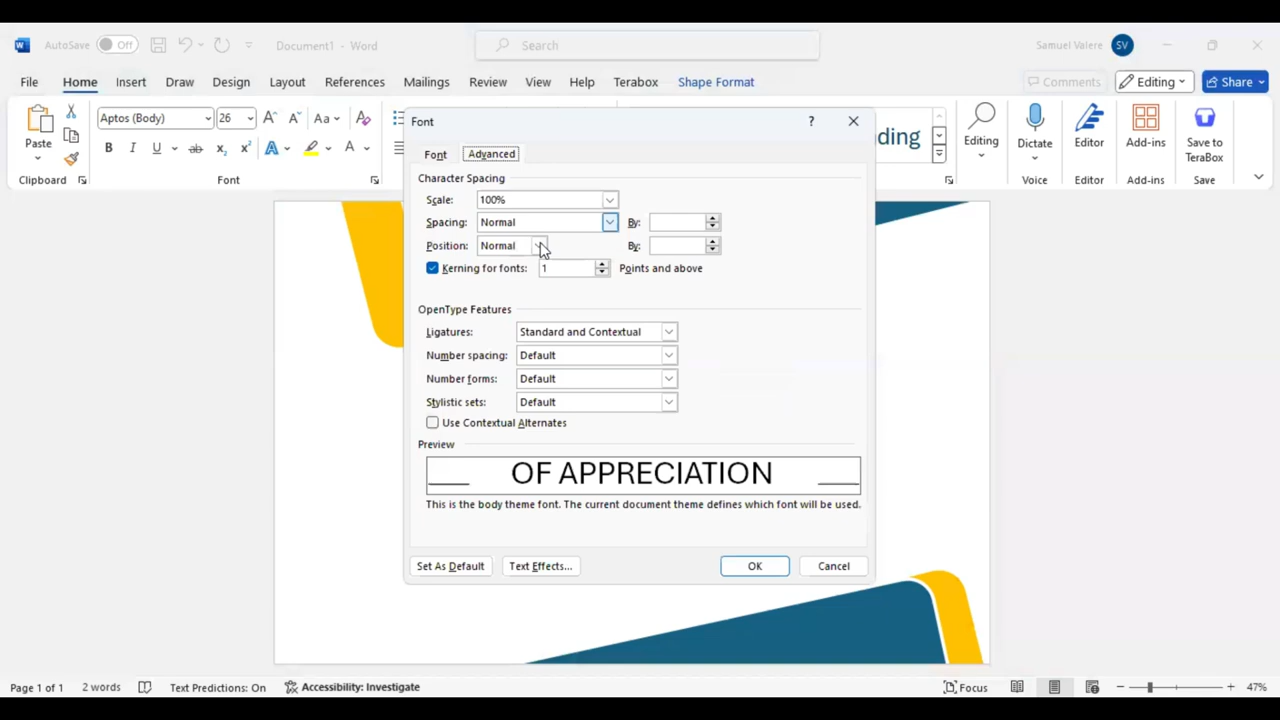 AutoSave Off Document1 - Word Search Samuel Valere SV
File Home Insert Draw Design Layout References Mailings Review View Help Terabox Shape Format Comments Editing Share
Aptos (Body) 26 A A Aa A
Paste B I U ab x₂ x² A A ding Editing Dictate Editor Add-ins Save to
TeraBox
Clipboard Font Voice Editor Add-ins Save
Font ?
Font Advanced
Character Spacing
Scale: 100%
Spacing: Normal By:
Position: Normal By:
Kerning for fonts: 1 Points and above
OpenType Features
Ligatures: Standard and Contextual
Number spacing: Default
Number forms: Default
Stylistic sets: Default
Use Contextual Alternates
Preview
OF APPRECIATION
This is the body theme font. The current document theme defines which font will be used.
Set As Default Text Effects... OK Cancel
Page 1 of 1 2 words Text Predictions: On Accessibility: Investigate Focus 47%